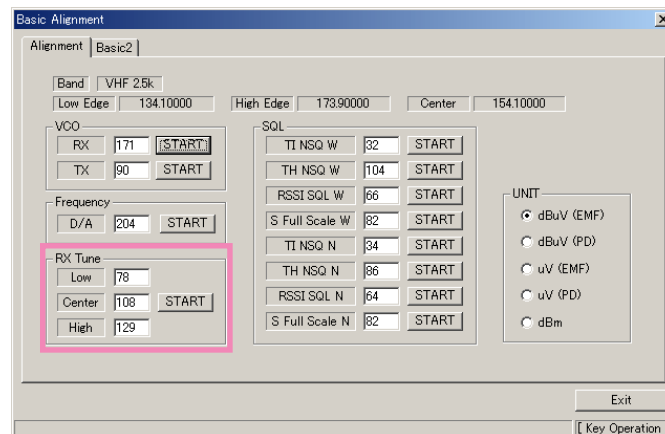 Basic Alignment
Alignment Basic2
Band VHF 2.5k
Low Edge 134.10000 High Edge 173.90000 Center 154.10000
VCO
RX 171 START
TX 90 START
Frequency
D/A 204 START
RX Tune
Low 78
Center 108 START
High 129
SQL
TI NSQ W 32 START
TH NSQ W 104 START
RSSI SQL W 66 START
S Full Scale W 82 START
TI NSQ N 34 START
TH NSQ N 86 START
RSSI SQL N 64 START
S Full Scale N 82 START
UNIT
dBuV (EMF)
dBuV (PD)
uV (EMF)
uV (PD)
dBm
Exit
[ Key Operation